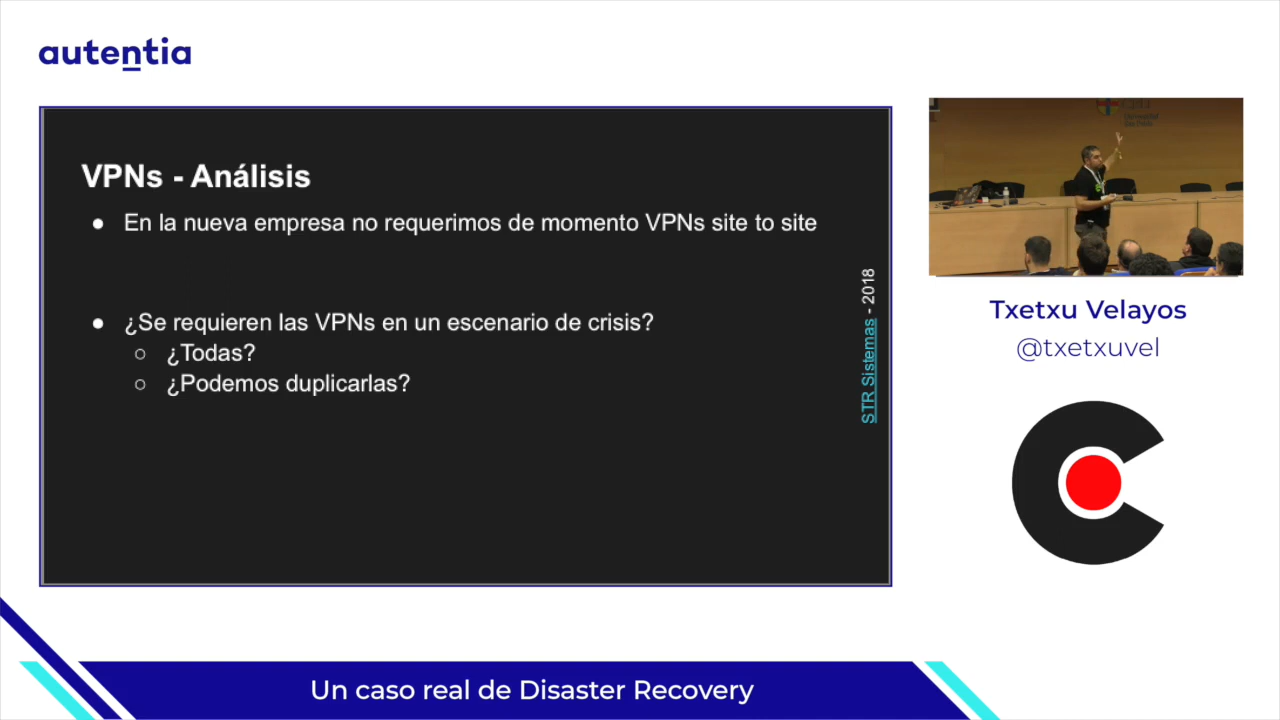 autentia
VPNs - Análisis
● En la nueva empresa no requerimos de momento VPNs site to site
● ¿Se requieren las VPNs en un escenario de crisis?
○ ¿Todas?
○ ¿Podemos duplicarlas?
STR Sistemas - 2018
Txetxu Velayos
@txetxuvel
Un caso real de Disaster Recovery